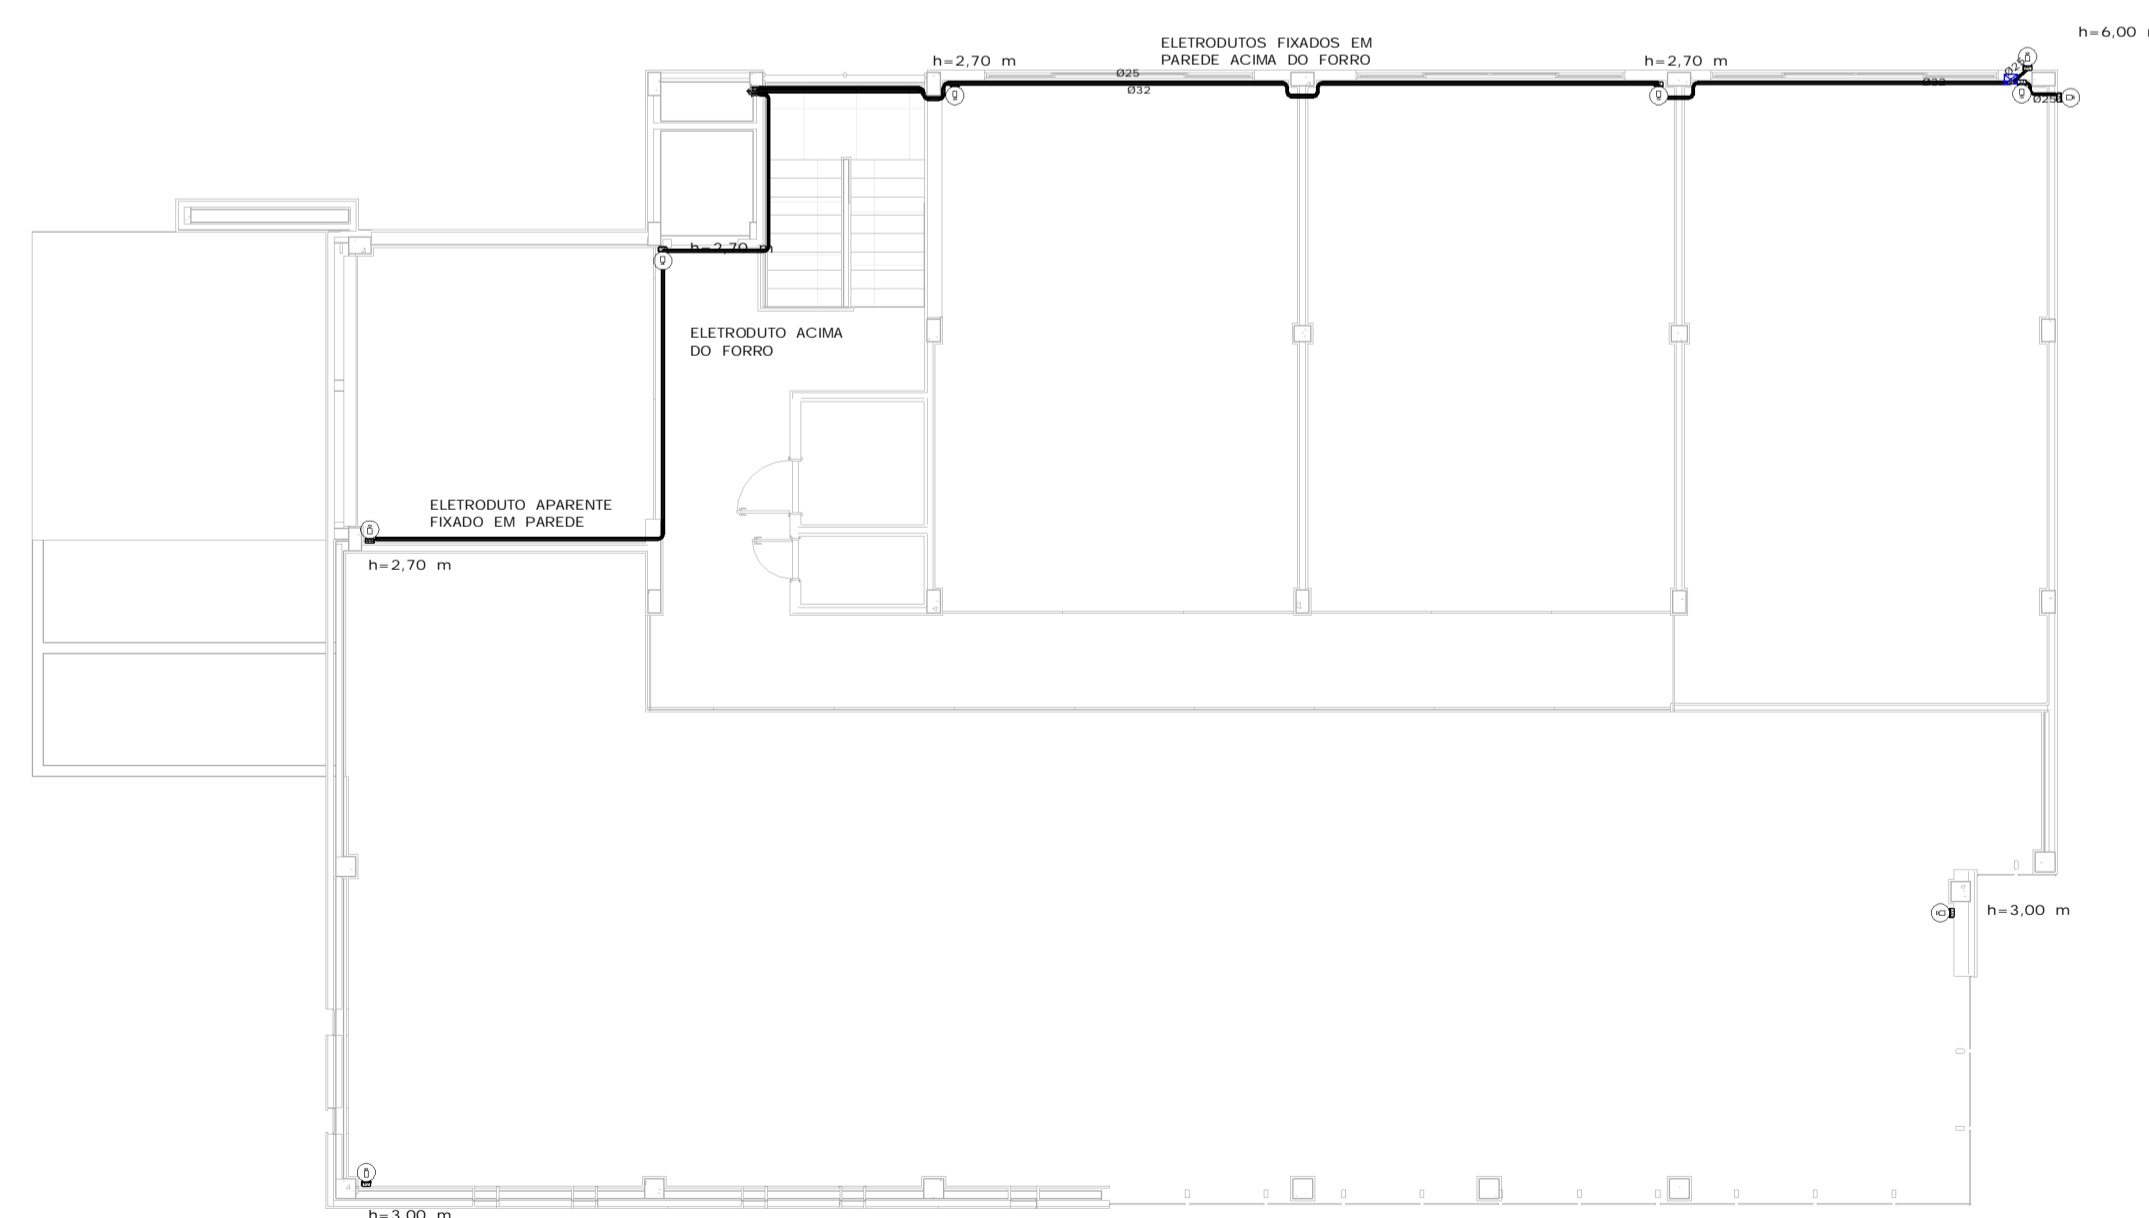 h=6,00
ELETRODUTOS FIXADOS EM
PAREDE ACIMA DO FORRO
h=2,70 m
h=2,70 m
Ø25
Ø32
Ø25
h=2,70 m
ELETRODUTO ACIMA
DO FORRO
ELETRODUTO APARENTE
FIXADO EM PAREDE
h=2,70 m
h=3,00 m
h=3,00 m